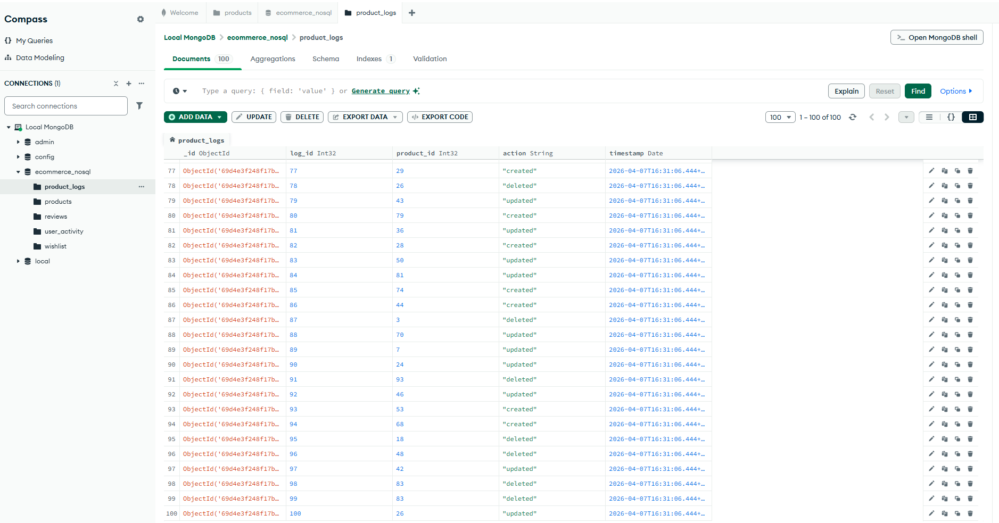 Compass
My Queries
Data Modeling
CONNECTIONS (1)
Search connections
Local MongoDB
admin
config
ecommerce_nosql
product_logs
products
reviews
user_activity
wishlist
local
Welcome products ecommerce_nosql product_logs
Local MongoDB > ecommerce_nosql > product_logs
>_ Open MongoDB shell
Documents 100 Aggregations Schema Indexes 1 Validation
Type a query: { field: 'value' } or Generate query
Explain Reset Find Options
ADD DATA UPDATE DELETE EXPORT DATA EXPORT CODE
100 1 – 100 of 100
product_logs
_id ObjectId log_id Int32 product_id Int32 action String timestamp Date
77 ObjectId('69d4e3f248f17b… 77 29 "created" 2026-04-07T16:31:06.444+…
78 ObjectId('69d4e3f248f17b… 78 26 "deleted" 2026-04-07T16:31:06.444+…
79 ObjectId('69d4e3f248f17b… 79 43 "updated" 2026-04-07T16:31:06.444+…
80 ObjectId('69d4e3f248f17b… 80 79 "created" 2026-04-07T16:31:06.444+…
81 ObjectId('69d4e3f248f17b… 81 36 "updated" 2026-04-07T16:31:06.444+…
82 ObjectId('69d4e3f248f17b… 82 28 "created" 2026-04-07T16:31:06.444+…
83 ObjectId('69d4e3f248f17b… 83 50 "updated" 2026-04-07T16:31:06.444+…
84 ObjectId('69d4e3f248f17b… 84 81 "updated" 2026-04-07T16:31:06.444+…
85 ObjectId('69d4e3f248f17b… 85 74 "created" 2026-04-07T16:31:06.444+…
86 ObjectId('69d4e3f248f17b… 86 44 "created" 2026-04-07T16:31:06.444+…
87 ObjectId('69d4e3f248f17b… 87 3 "deleted" 2026-04-07T16:31:06.444+…
88 ObjectId('69d4e3f248f17b… 88 70 "updated" 2026-04-07T16:31:06.444+…
89 ObjectId('69d4e3f248f17b… 89 7 "updated" 2026-04-07T16:31:06.444+…
90 ObjectId('69d4e3f248f17b… 90 24 "updated" 2026-04-07T16:31:06.444+…
91 ObjectId('69d4e3f248f17b… 91 93 "deleted" 2026-04-07T16:31:06.444+…
92 ObjectId('69d4e3f248f17b… 92 46 "updated" 2026-04-07T16:31:06.444+…
93 ObjectId('69d4e3f248f17b… 93 53 "created" 2026-04-07T16:31:06.444+…
94 ObjectId('69d4e3f248f17b… 94 68 "created" 2026-04-07T16:31:06.444+…
95 ObjectId('69d4e3f248f17b… 95 18 "deleted" 2026-04-07T16:31:06.444+…
96 ObjectId('69d4e3f248f17b… 96 48 "deleted" 2026-04-07T16:31:06.444+…
97 ObjectId('69d4e3f248f17b… 97 42 "updated" 2026-04-07T16:31:06.444+…
98 ObjectId('69d4e3f248f17b… 98 83 "deleted" 2026-04-07T16:31:06.444+…
99 ObjectId('69d4e3f248f17b… 99 83 "deleted" 2026-04-07T16:31:06.444+…
100 ObjectId('69d4e3f248f17b… 100 26 "updated" 2026-04-07T16:31:06.444+…